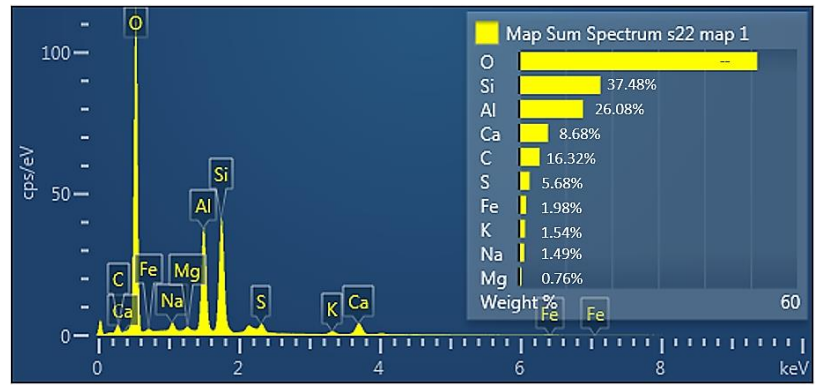 Map Sum Spectrum s22 map 1
O --
Si 37.48%
Al 26.08%
Ca 8.68%
C 16.32%
S 5.68%
Fe 1.98%
K 1.54%
Na 1.49%
Mg 0.76%
Weight % 60
cps/eV
100
50
0
O
Si
Al
C
Fe
Mg
Ca
Na
S
K
Ca
Fe
Fe
0 2 4 6 8 keV